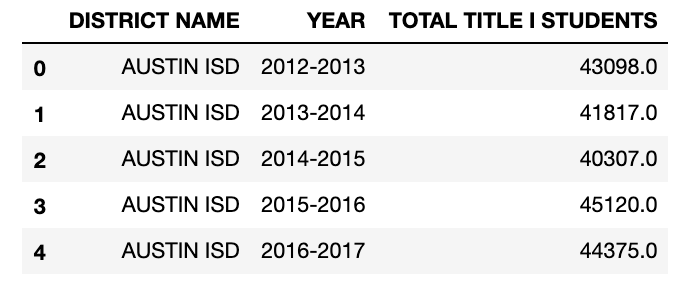 DISTRICT NAME YEAR TOTAL TITLE I STUDENTS
0 AUSTIN ISD 2012-2013 43098.0
1 AUSTIN ISD 2013-2014 41817.0
2 AUSTIN ISD 2014-2015 40307.0
3 AUSTIN ISD 2015-2016 45120.0
4 AUSTIN ISD 2016-2017 44375.0